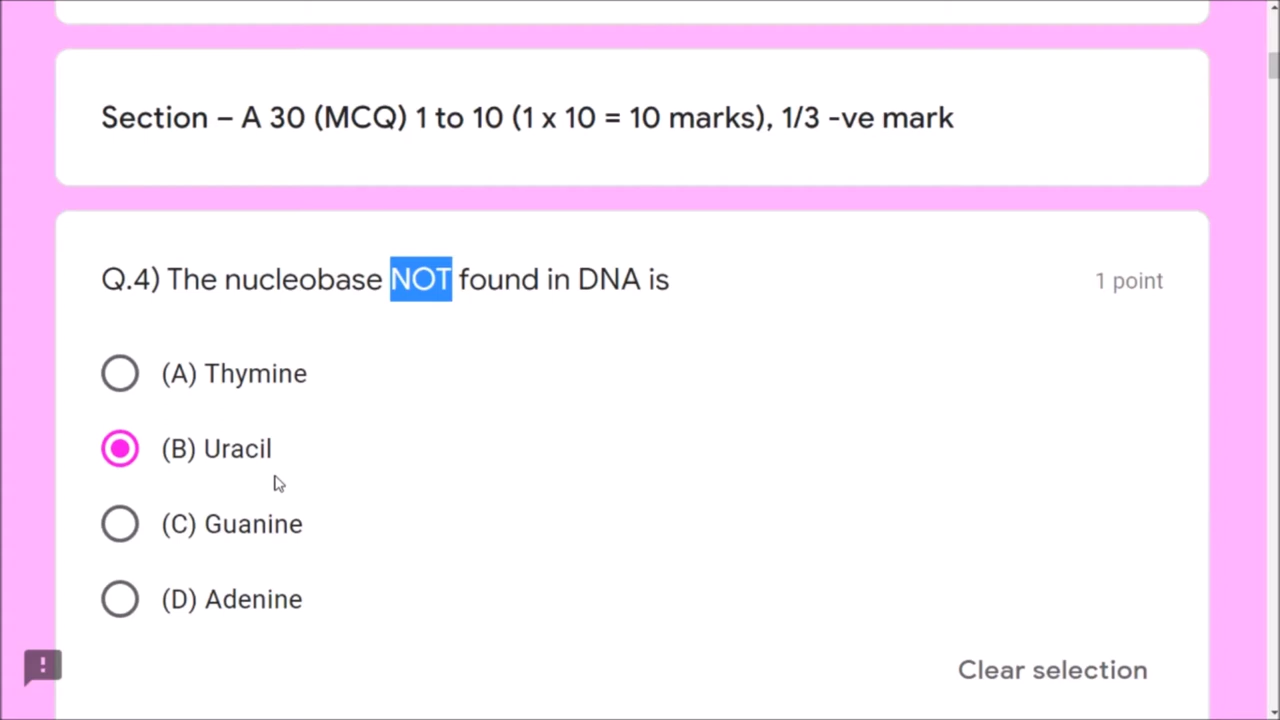 Section – A 30 (MCQ) 1 to 10 (1 x 10 = 10 marks), 1/3 -ve mark
Q.4) The nucleobase NOT found in DNA is
1 point
(A) Thymine
(B) Uracil
(C) Guanine
(D) Adenine
!
Clear selection